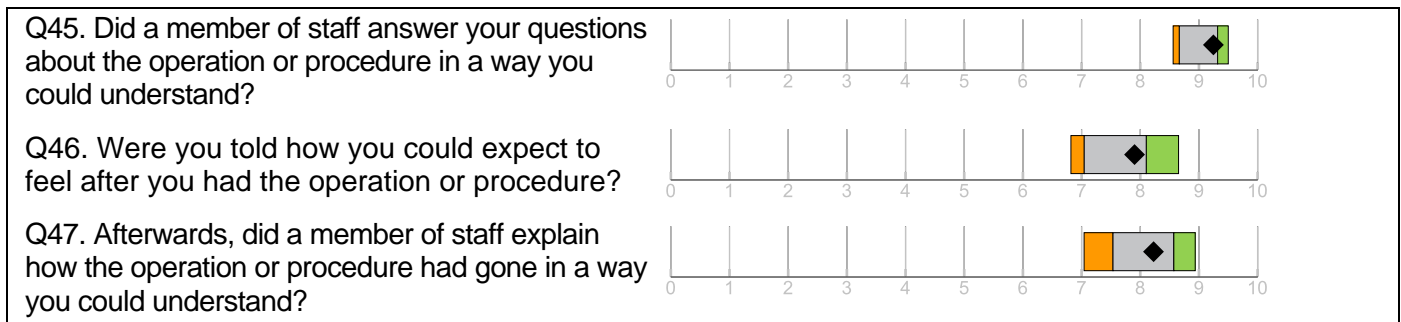 Q45. Did a member of staff answer your questions
about the operation or procedure in a way you
could understand?
0 1 2 3 4 5 6 7 8 9 10
Q46. Were you told how you could expect to
feel after you had the operation or procedure?
0 1 2 3 4 5 6 7 8 9 10
Q47. Afterwards, did a member of staff explain
how the operation or procedure had gone in a way
you could understand?
0 1 2 3 4 5 6 7 8 9 10